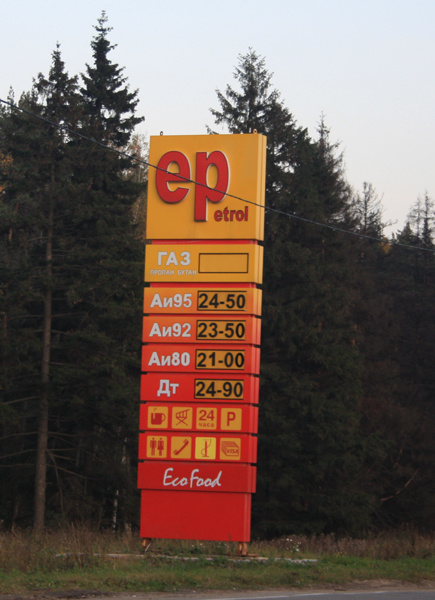 ep
etrol
ГАЗ
ПРОПАН БУТАН
Аи95 24-50
Аи92 23-50
Аи80 21-00
Дт 24-90
24
часа
P
EcoFood